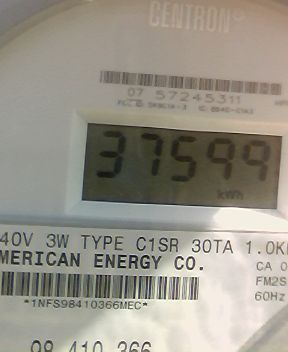 CENTRON®
07 57245311
37599
kWh
40V 3W TYPE C1SR 30TA 1.0K
MERICAN ENERGY CO.
CA 0
FM2S
60Hz
*1NFS98410366MEC*
98 410 366